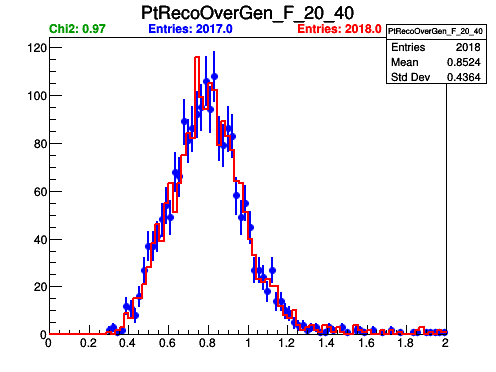 PtRecoOverGen_F_20_40
Chi2: 0.97 Entries: 2017.0 Entries: 2018.0
PtRecoOverGen_F_20_40
Entries 2018
Mean 0.8524
Std Dev 0.4364
120
100
80
60
40
20
0
0 0.2 0.4 0.6 0.8 1.0 1.2 1.4 1.6 1.8 2